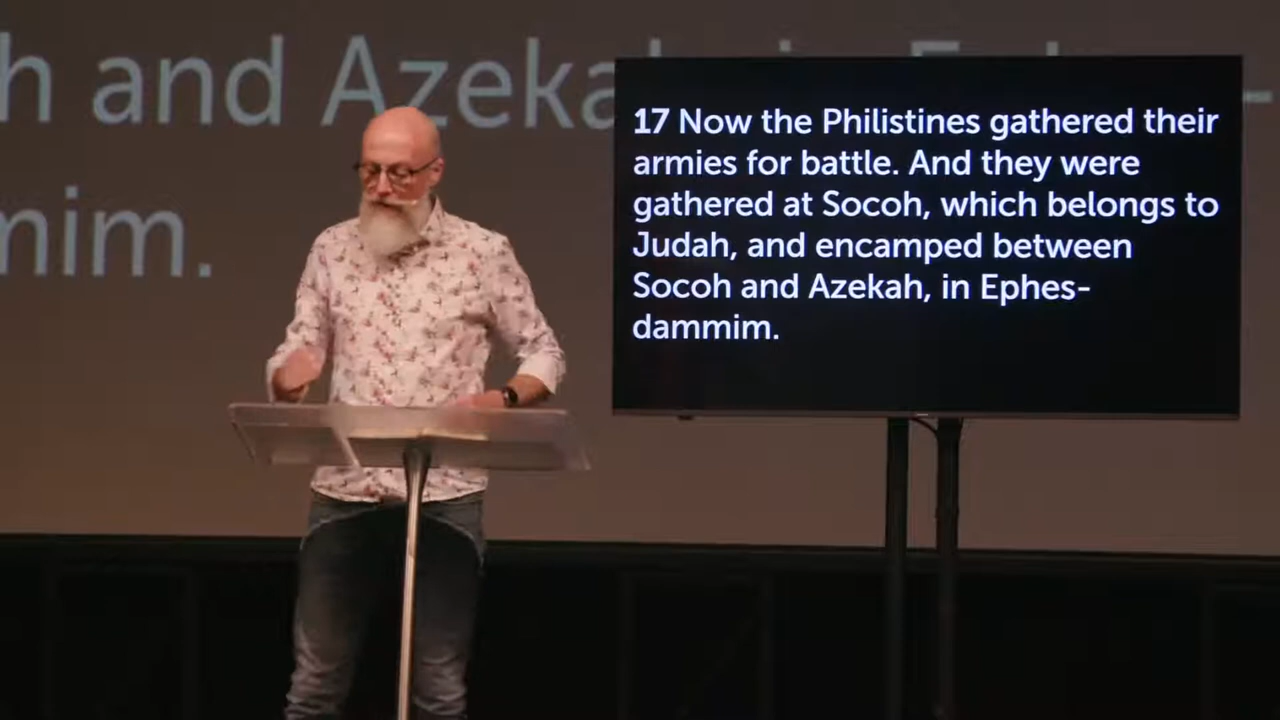 h and Azeka
mim.
17 Now the Philistines gathered their
armies for battle. And they were
gathered at Socoh, which belongs to
Judah, and encamped between
Socoh and Azekah, in Ephes-
dammim.